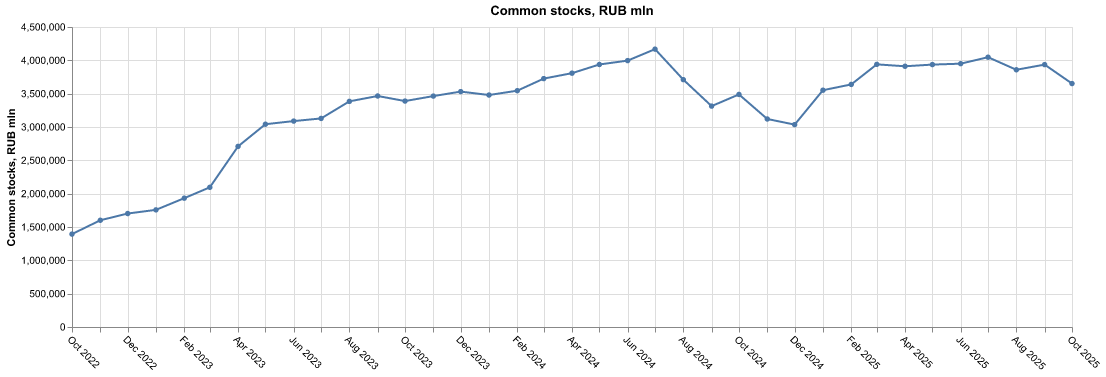 Common stocks, RUB mln
Common stocks, RUB mln
4,500,000
4,000,000
3,500,000
3,000,000
2,500,000
2,000,000
1,500,000
1,000,000
500,000
0
Oct 2022
Dec 2022
Feb 2023
Apr 2023
Jun 2023
Aug 2023
Oct 2023
Dec 2023
Feb 2024
Apr 2024
Jun 2024
Aug 2024
Oct 2024
Dec 2024
Feb 2025
Apr 2025
Jun 2025
Aug 2025
Oct 2025